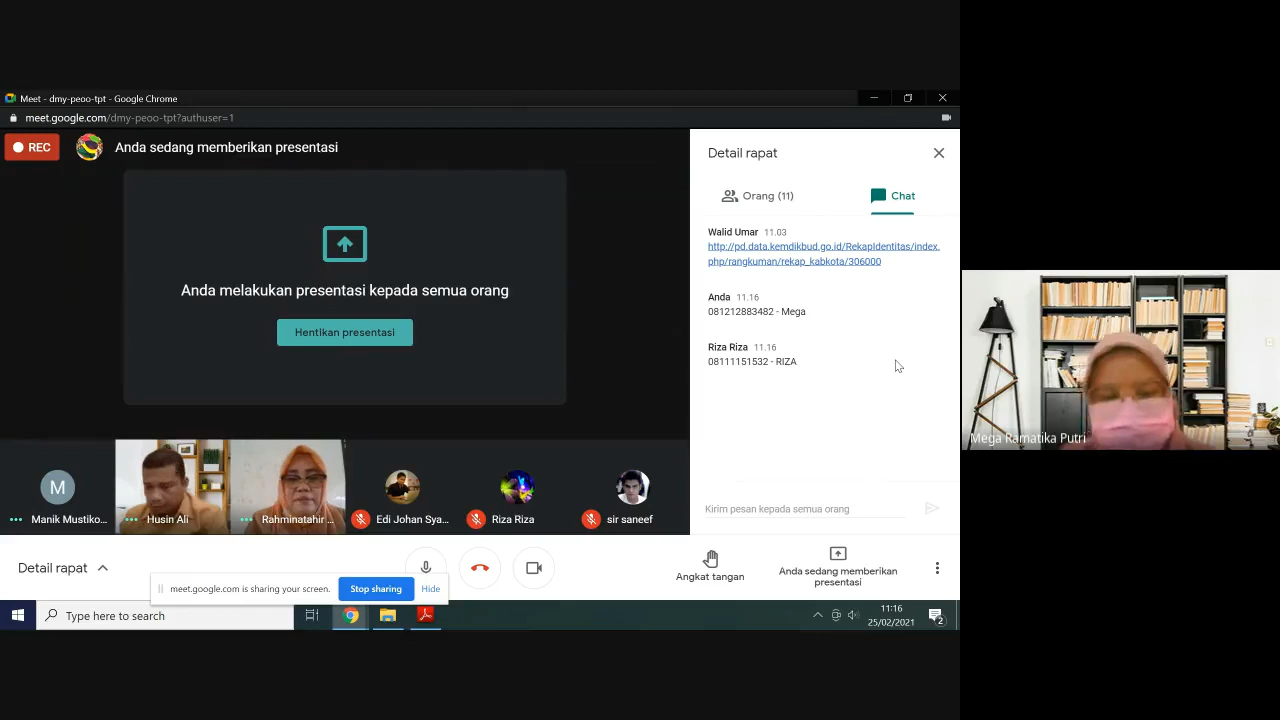 Meet - dmy-peoo-tpt - Google Chrome
meet.google.com/dmy-peoo-tpt?authuser=1
REC
Anda sedang memberikan presentasi
Anda melakukan presentasi kepada semua orang
Hentikan presentasi
M
Manik Mustiko...
Husin Ali
Rahminatahir ...
Edi Johan Sya...
Riza Riza
sir saneef
Detail rapat
Orang (11)
Chat
Walid Umar 11.03
http://pd.data.kemdikbud.go.id/RekapIdentitas/index.
php/rangkuman/rekap_kabkota/306000
Anda 11.16
081212883482 - Mega
Riza Riza 11.16
08111151532 - RIZA
Kirim pesan kepada semua orang
Mega Ramatika Putri
Detail rapat
Angkat tangan
Anda sedang memberikan
presentasi
meet.google.com is sharing your screen.
Stop sharing
Hide
Type here to search
11:16
25/02/2021
2